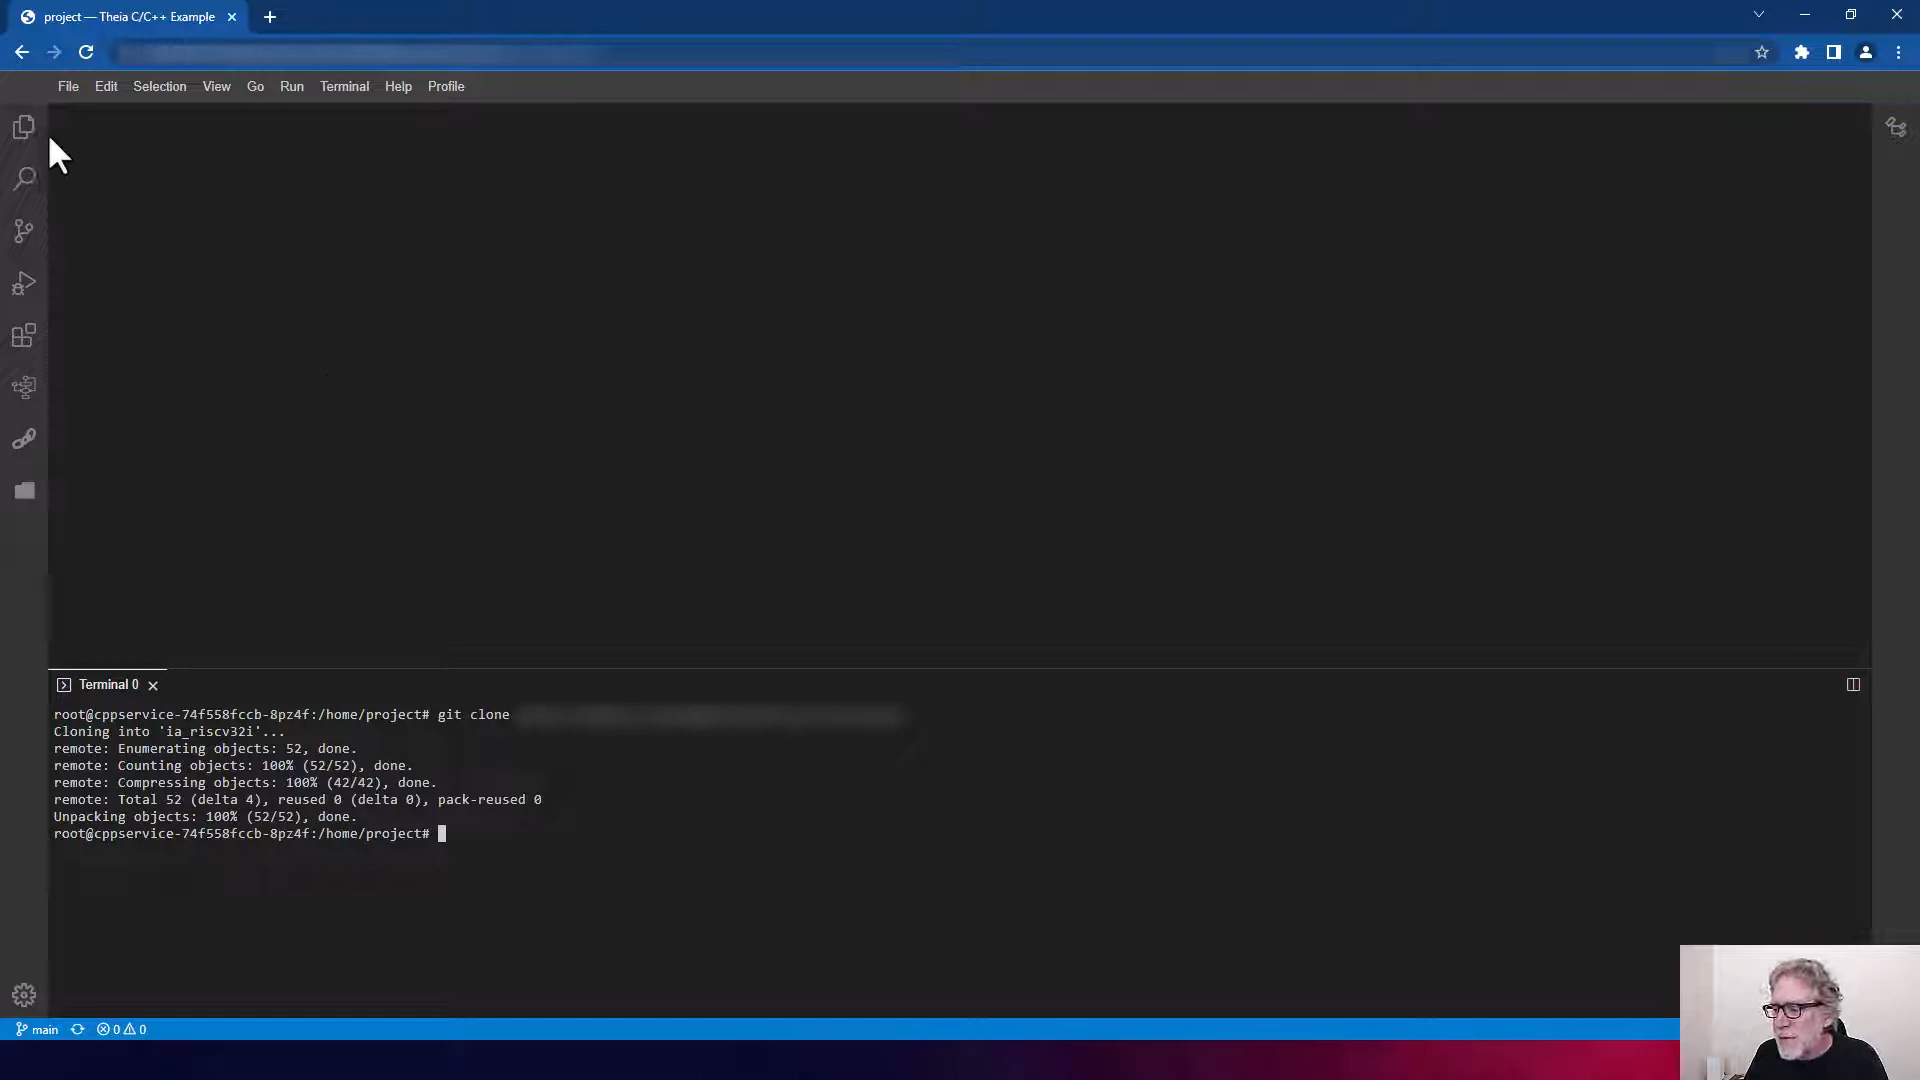 project — Theia C/C++ Example
File Edit Selection View Go Run Terminal Help Profile
Terminal 0
root@cppservice-74f558fccb-8pz4f:/home/project# git clone
Cloning into 'ia_riscv32i'...
remote: Enumerating objects: 52, done.
remote: Counting objects: 100% (52/52), done.
remote: Compressing objects: 100% (42/42), done.
remote: Total 52 (delta 4), reused 0 (delta 0), pack-reused 0
Unpacking objects: 100% (52/52), done.
root@cppservice-74f558fccb-8pz4f:/home/project#
main 0 0